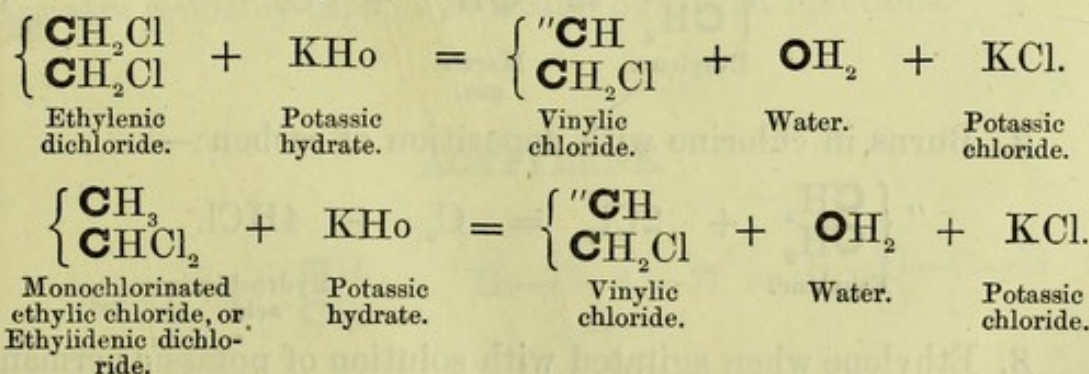 { CH₂Cl + KHo = { ″CH + OH₂ + KCl.
CH₂Cl CH₂Cl
Ethylenic Potassic Vinylic Water. Potassic
dichloride. hydrate. chloride. chloride.
{ CH₃ + KHo = { ″CH + OH₂ + KCl.
CHCl₂ CH₂Cl
Monochlorinated Potassic Vinylic Water. Potassic
ethylic chloride, or hydrate. chloride. chloride.
Ethylidenic dichlo-
ride.